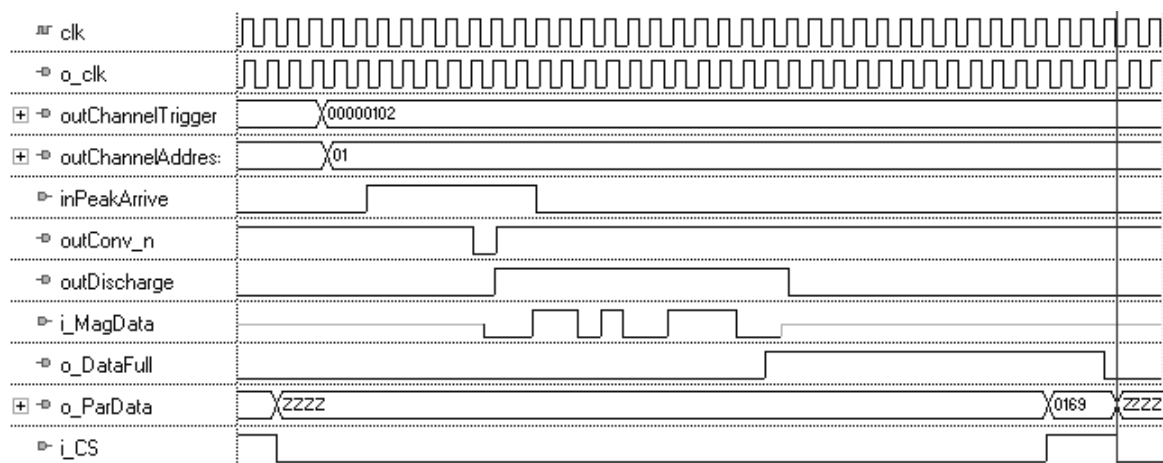 clk
o_clk
outChannelTrigger 00000102
outChannelAddres: 01
inPeakArrive
outConv_n
outDischarge
i_MagData
o_DataFull
o_ParData ZZZZ 0169 ZZZZ
i_CS